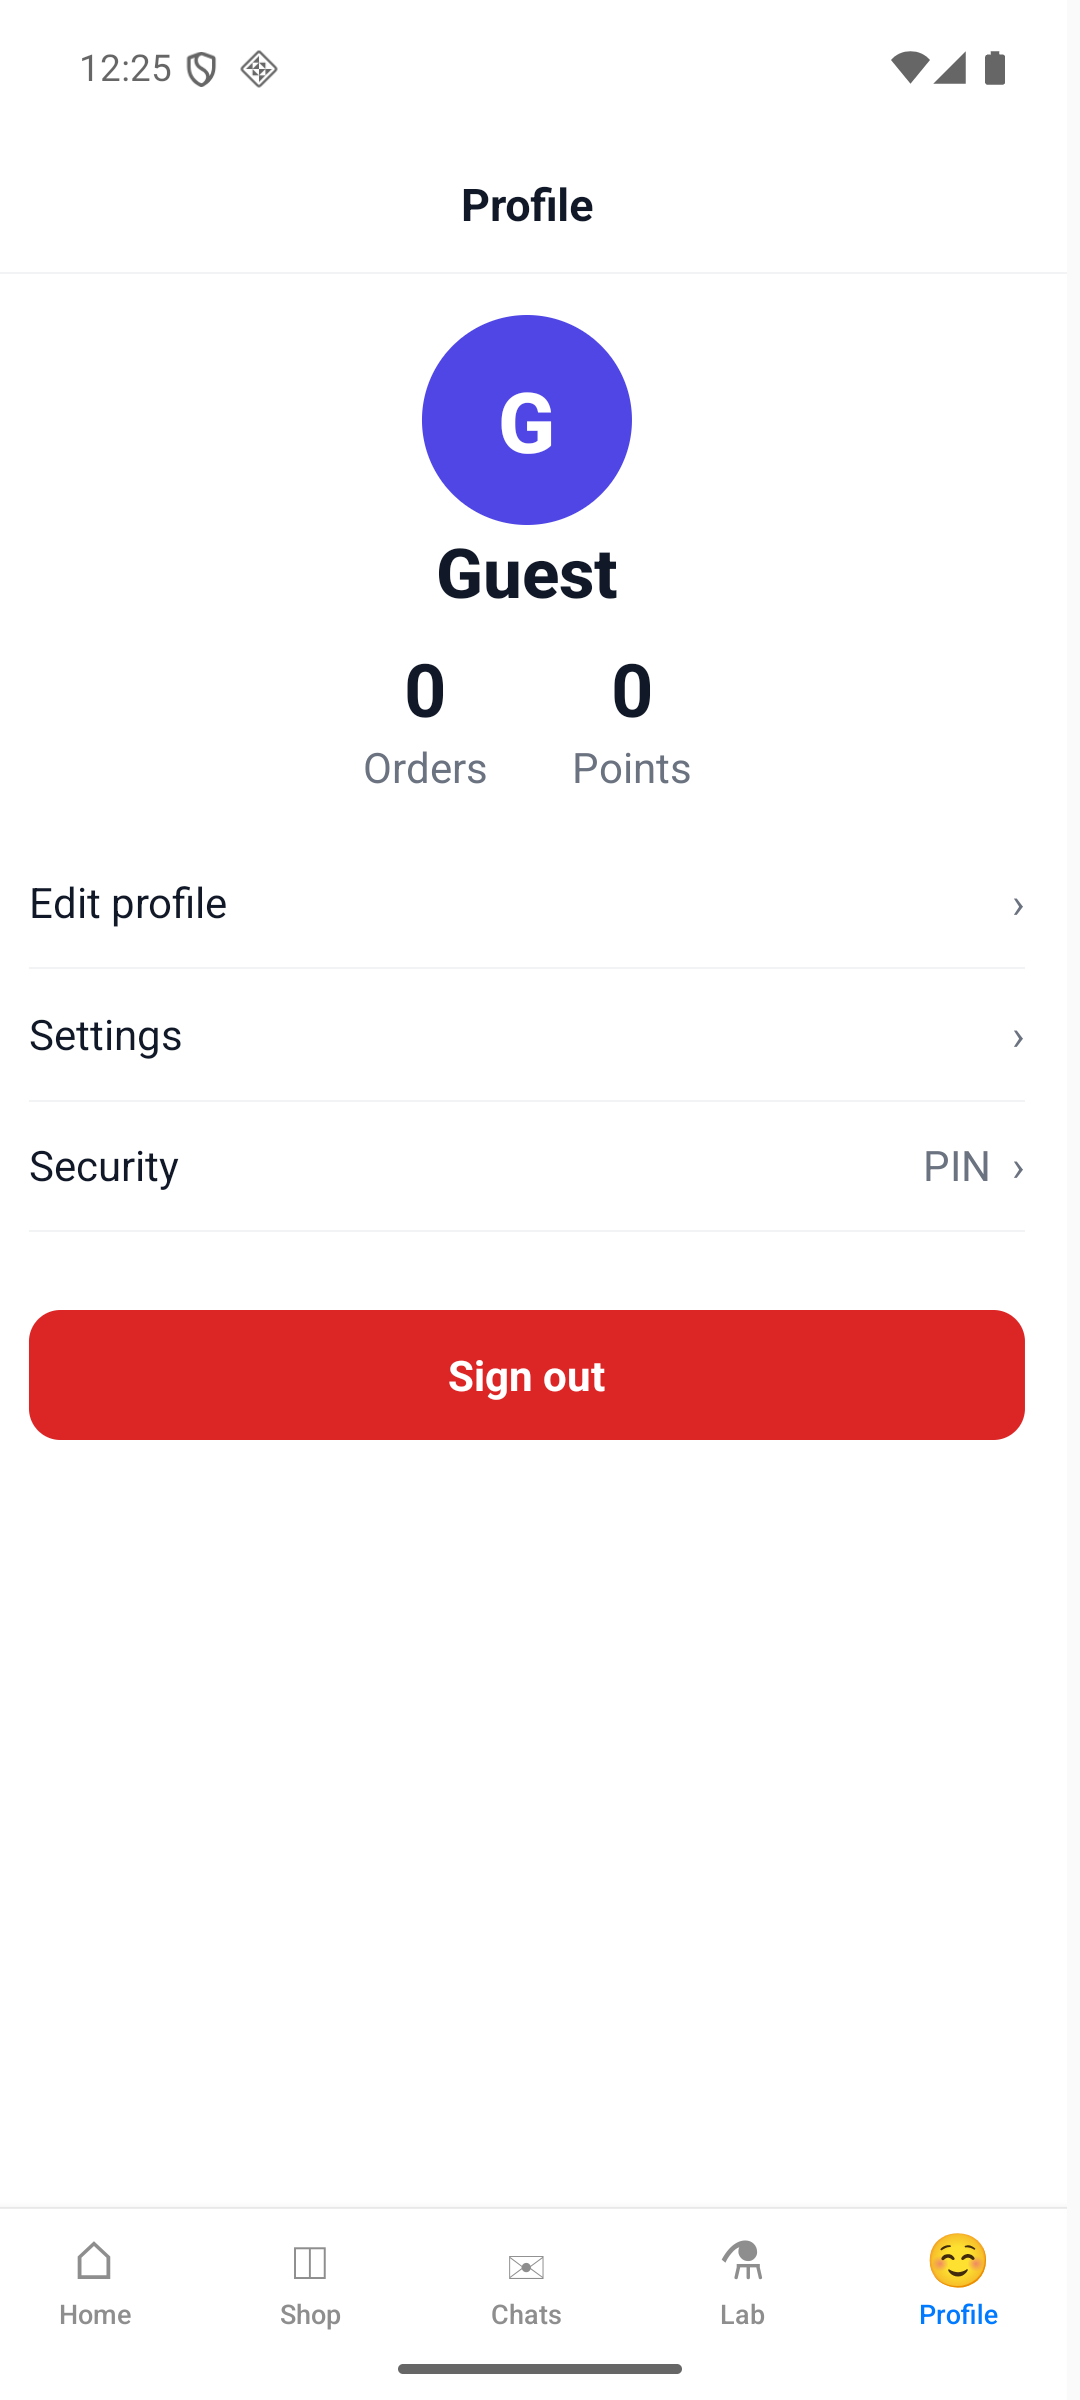 12:25
Profile
G
Guest
0 0
Orders Points
Edit profile ›
Settings ›
Security PIN ›
Sign out
Home Shop Chats Lab Profile